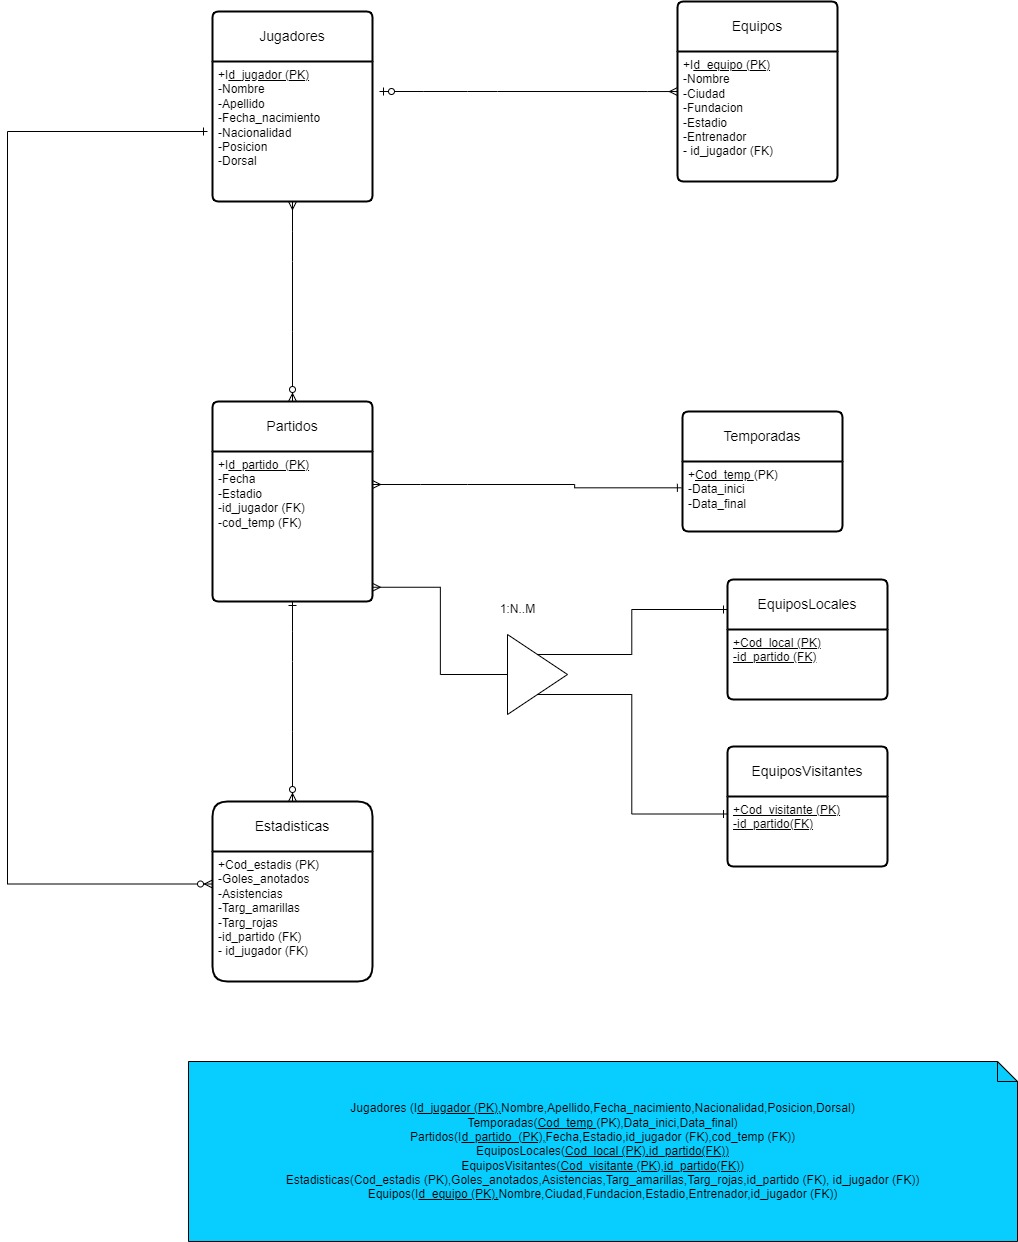 Jugadores
+Id_jugador (PK)
-Nombre
-Apellido
-Fecha_nacimiento
-Nacionalidad
-Posicion
-Dorsal
Equipos
+Id_equipo (PK)
-Nombre
-Ciudad
-Fundacion
-Estadio
-Entrenador
- id_jugador (FK)
Partidos
+Id_partido (PK)
-Fecha
-Estadio
-id_jugador (FK)
-cod_temp (FK)
Temporadas
+Cod_temp (PK)
-Data_inici
-Data_final
1:N..M
EquiposLocales
+Cod_local (PK)
-id_partido (FK)
EquiposVisitantes
+Cod_visitante (PK)
-id_partido(FK)
Estadisticas
+Cod_estadis (PK)
-Goles_anotados
-Asistencias
-Targ_amarillas
-Targ_rojas
-id_partido (FK)
- id_jugador (FK)
Jugadores (Id_jugador (PK),Nombre,Apellido,Fecha_nacimiento,Nacionalidad,Posicion,Dorsal)
Temporadas(Cod_temp (PK),Data_inici,Data_final)
Partidos(Id_partido (PK),Fecha,Estadio,id_jugador (FK),cod_temp (FK))
EquiposLocales(Cod_local (PK),id_partido(FK))
EquiposVisitantes(Cod_visitante (PK),id_partido(FK))
Estadisticas(Cod_estadis (PK),Goles_anotados,Asistencias,Targ_amarillas,Targ_rojas,id_partido (FK), id_jugador (FK))
Equipos(Id_equipo (PK),Nombre,Ciudad,Fundacion,Estadio,Entrenador,id_jugador (FK))